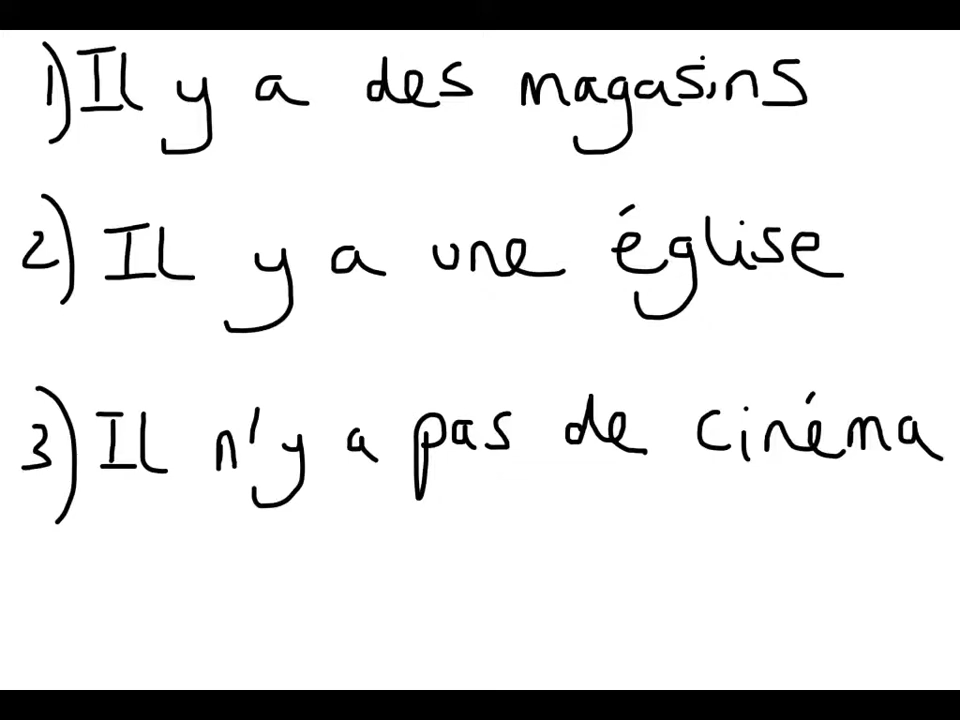 1) Il y a des magasins
2) Il y a une église
3) Il n'y a pas de cinéma